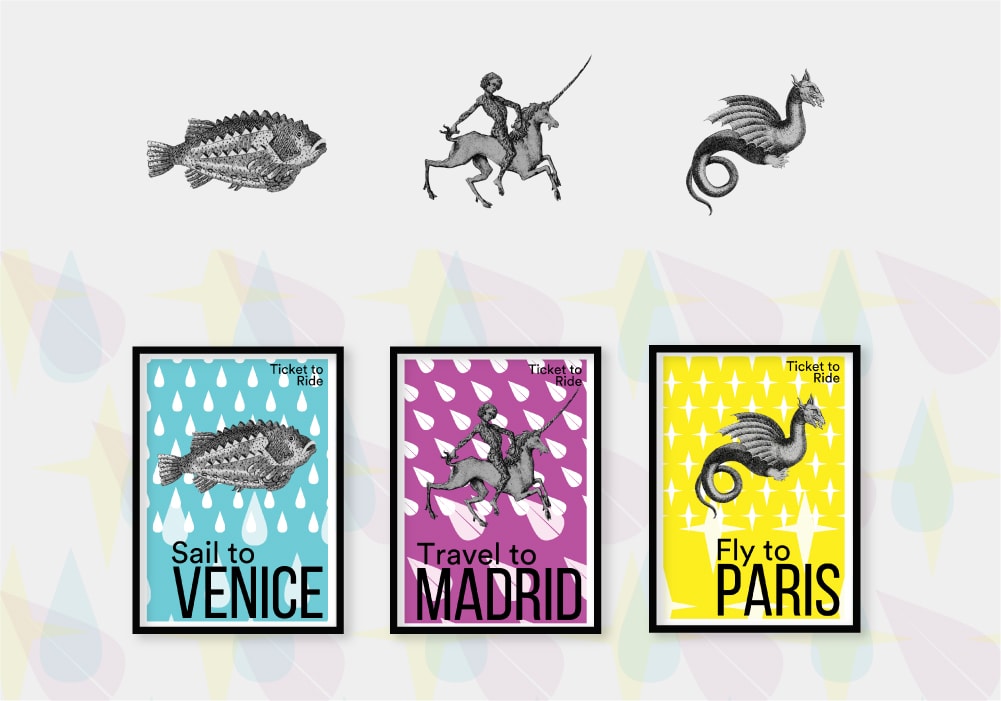 Ticket to
Ride
Sail to
VENICE
Ticket to
Ride
Travel to
MADRID
Ticket to
Ride
Fly to
PARIS